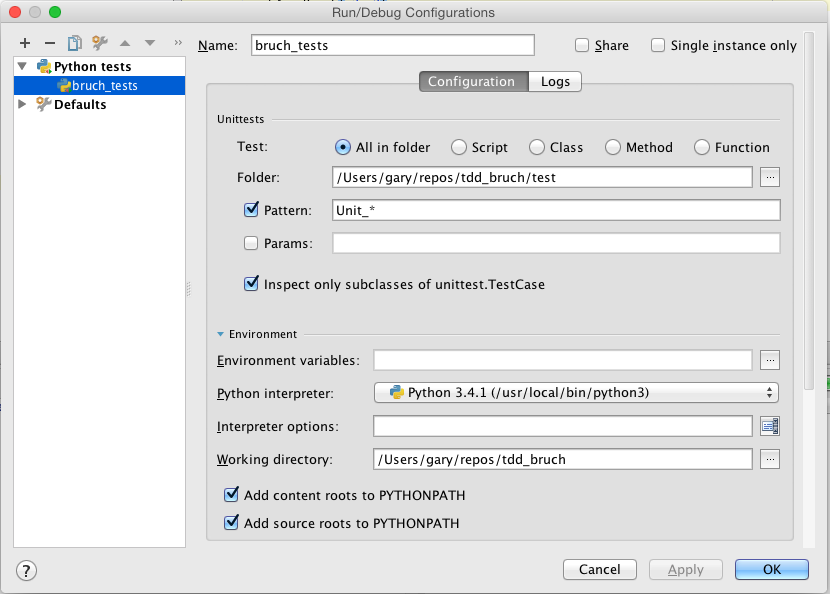 Run/Debug Configurations
Name: bruch_tests Share Single instance only
Python tests
bruch_tests
Defaults
Configuration Logs
Unittests
Test: All in folder Script Class Method Function
Folder: /Users/gary/repos/tdd_bruch/test ...
Pattern: Unit_*
Params:
Inspect only subclasses of unittest.TestCase
Environment
Environment variables: ...
Python interpreter: Python 3.4.1 (/usr/local/bin/python3)
Interpreter options:
Working directory: /Users/gary/repos/tdd_bruch ...
Add content roots to PYTHONPATH
Add source roots to PYTHONPATH
? Cancel Apply OK